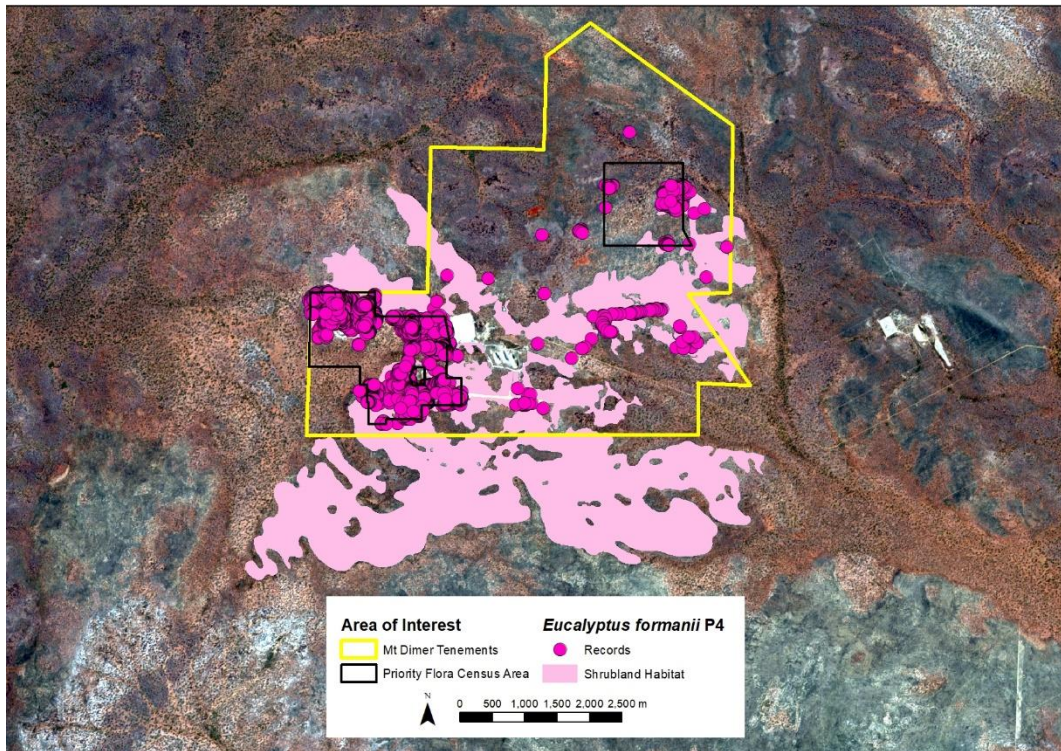 Area of Interest
Mt Dimer Tenements
Priority Flora Census Area
Eucalyptus formanii P4
Records
Shrubland Habitat
N
0 500 1,000 1,500 2,000 2,500 m